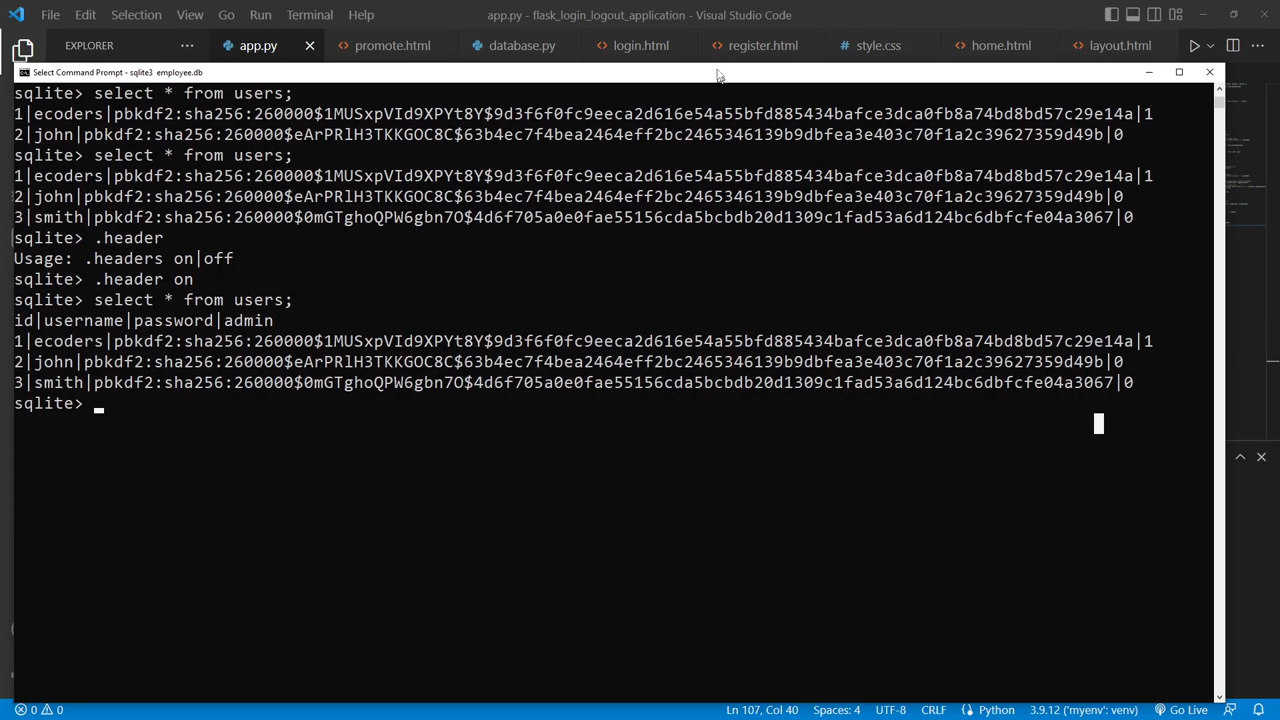 File Edit Selection View Go Run Terminal Help app.py - flask_login_logout_application - Visual Studio Code
EXPLORER ··· app.py promote.html database.py login.html register.html style.css home.html layout.html
Select Command Prompt - sqlite3 employee.db
sqlite> select * from users;
1|ecoders|pbkdf2:sha256:260000$1MUSxpVId9XPYt8Y$9d3f6f0fc9eeca2d616e54a55bfd885434bafce3dca0fb8a74bd8bd57c29e14a|1
2|john|pbkdf2:sha256:260000$eArPRlH3TKKGOC8C$63b4ec7f4bea2464eff2bc2465346139b9dbfea3e403c70f1a2c39627359d49b|0
sqlite> select * from users;
1|ecoders|pbkdf2:sha256:260000$1MUSxpVId9XPYt8Y$9d3f6f0fc9eeca2d616e54a55bfd885434bafce3dca0fb8a74bd8bd57c29e14a|1
2|john|pbkdf2:sha256:260000$eArPRlH3TKKGOC8C$63b4ec7f4bea2464eff2bc2465346139b9dbfea3e403c70f1a2c39627359d49b|0
3|smith|pbkdf2:sha256:260000$0mGTghoQPW6gbn7O$4d6f705a0e0fae55156cda5bcbdb20d1309c1fad53a6d124bc6dbfcfe04a3067|0
sqlite> .header
Usage: .headers on|off
sqlite> .header on
sqlite> select * from users;
id|username|password|admin
1|ecoders|pbkdf2:sha256:260000$1MUSxpVId9XPYt8Y$9d3f6f0fc9eeca2d616e54a55bfd885434bafce3dca0fb8a74bd8bd57c29e14a|1
2|john|pbkdf2:sha256:260000$eArPRlH3TKKGOC8C$63b4ec7f4bea2464eff2bc2465346139b9dbfea3e403c70f1a2c39627359d49b|0
3|smith|pbkdf2:sha256:260000$0mGTghoQPW6gbn7O$4d6f705a0e0fae55156cda5bcbdb20d1309c1fad53a6d124bc6dbfcfe04a3067|0
sqlite>
0 0 Ln 107, Col 40 Spaces: 4 UTF-8 CRLF Python 3.9.12 ('myenv': venv) Go Live